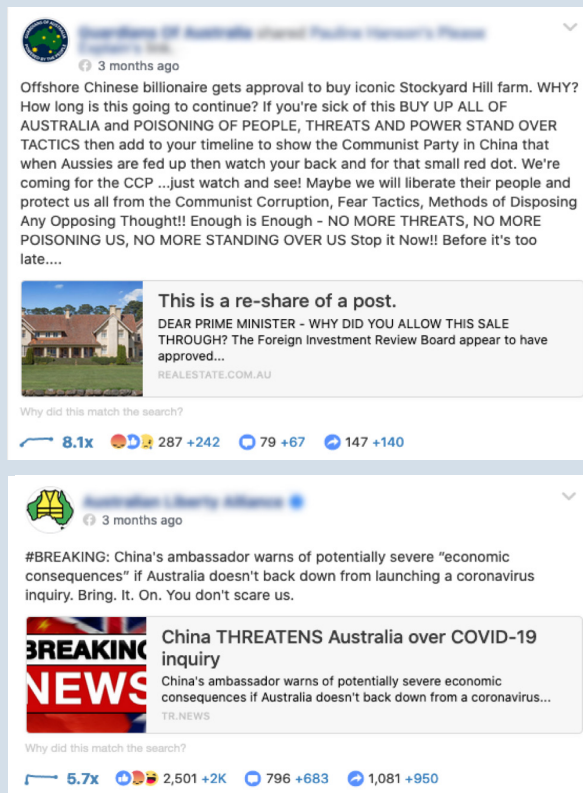 3 months ago
Offshore Chinese billionaire gets approval to buy iconic Stockyard Hill farm. WHY?
How long is this going to continue? If you're sick of this BUY UP ALL OF
AUSTRALIA and POISONING OF PEOPLE, THREATS AND POWER STAND OVER
TACTICS then add to your timeline to show the Communist Party in China that
when Aussies are fed up then watch your back and for that small red dot. We're
coming for the CCP ...just watch and see! Maybe we will liberate their people and
protect us all from the Communist Corruption, Fear Tactics, Methods of Disposing
Any Opposing Thought!! Enough is Enough - NO MORE THREATS, NO MORE
POISONING US, NO MORE STANDING OVER US Stop it Now!! Before it's too
late....
This is a re-share of a post.
DEAR PRIME MINISTER - WHY DID YOU ALLOW THIS SALE
THROUGH? The Foreign Investment Review Board appear to have
approved...
REALESTATE.COM.AU
Why did this match the search?
8.1x 287 +242 79 +67 147 +140
3 months ago
#BREAKING: China's ambassador warns of potentially severe “economic
consequences” if Australia doesn't back down from launching a coronavirus
inquiry. Bring. It. On. You don't scare us.
BREAKING
NEWS
China THREATENS Australia over COVID-19
inquiry
China's ambassador warns of potentially severe economic
consequences if Australia doesn't back down from a coronavirus...
TR.NEWS
Why did this match the search?
5.7x 2,501 +2K 796 +683 1,081 +950